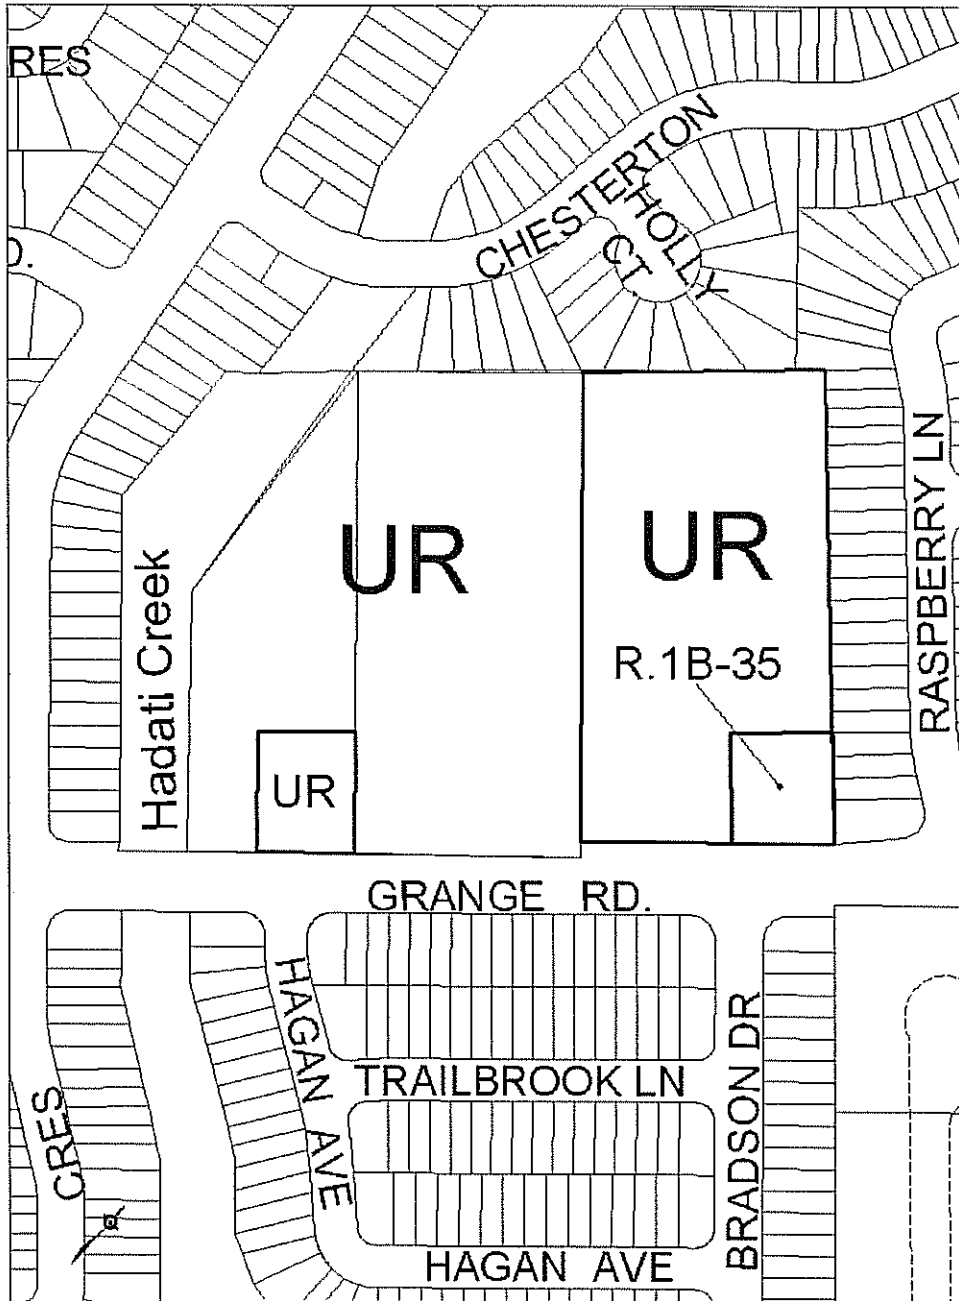 RES
CHESTERTON
HOLLY
CT.
D.
UR
UR
RASPBERRY LN
Hadati Creek
R.1B-35
UR
GRANGE RD.
HAGAN AVE
BRADSON DR
TRAILBROOK LN
CRES
HAGAN AVE